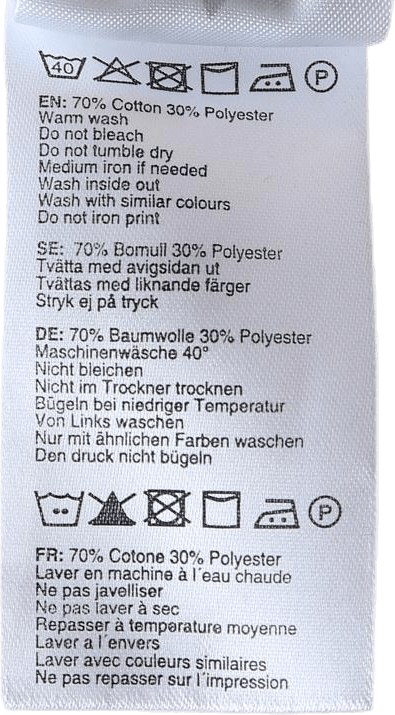 40 P
EN: 70% Cotton 30% Polyester
Warm wash
Do not bleach
Do not tumble dry
Medium iron if needed
Wash inside out
Wash with similar colours
Do not iron print
SE: 70% Bomull 30% Polyester
Tvätta med avigsidan ut
Tvättas med liknande färger
Stryk ej på tryck
DE: 70% Baumwolle 30% Polyester
Maschinenwäsche 40°
Nicht bleichen
Nicht im Trockner trocknen
Bügeln bei niedriger Temperatur
Von Links waschen
Nur mit ähnlichen Farben waschen
Den druck nicht bügeln
P
FR: 70% Cotone 30% Polyester
Laver en machine à l´eau chaude
Ne pas javelliser
Ne pas laver à sec
Repasser à température moyenne
Laver a l´envers
Laver avec couleurs similaires
Ne pas repasser sur l´impression